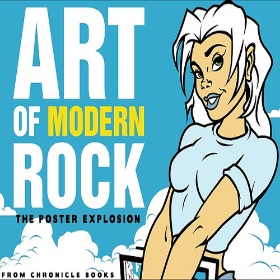 ART
OF MODERN
ROCK
THE POSTER EXPLOSION
FROM CHRONICLE BOOKS